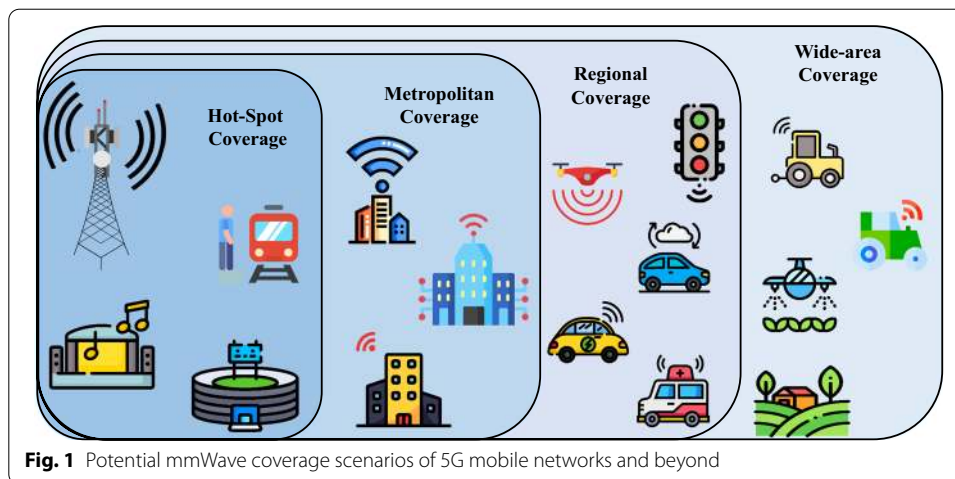 Hot-Spot
Coverage
Metropolitan
Coverage
Regional
Coverage
Wide-area
Coverage
Fig. 1 Potential mmWave coverage scenarios of 5G mobile networks and beyond